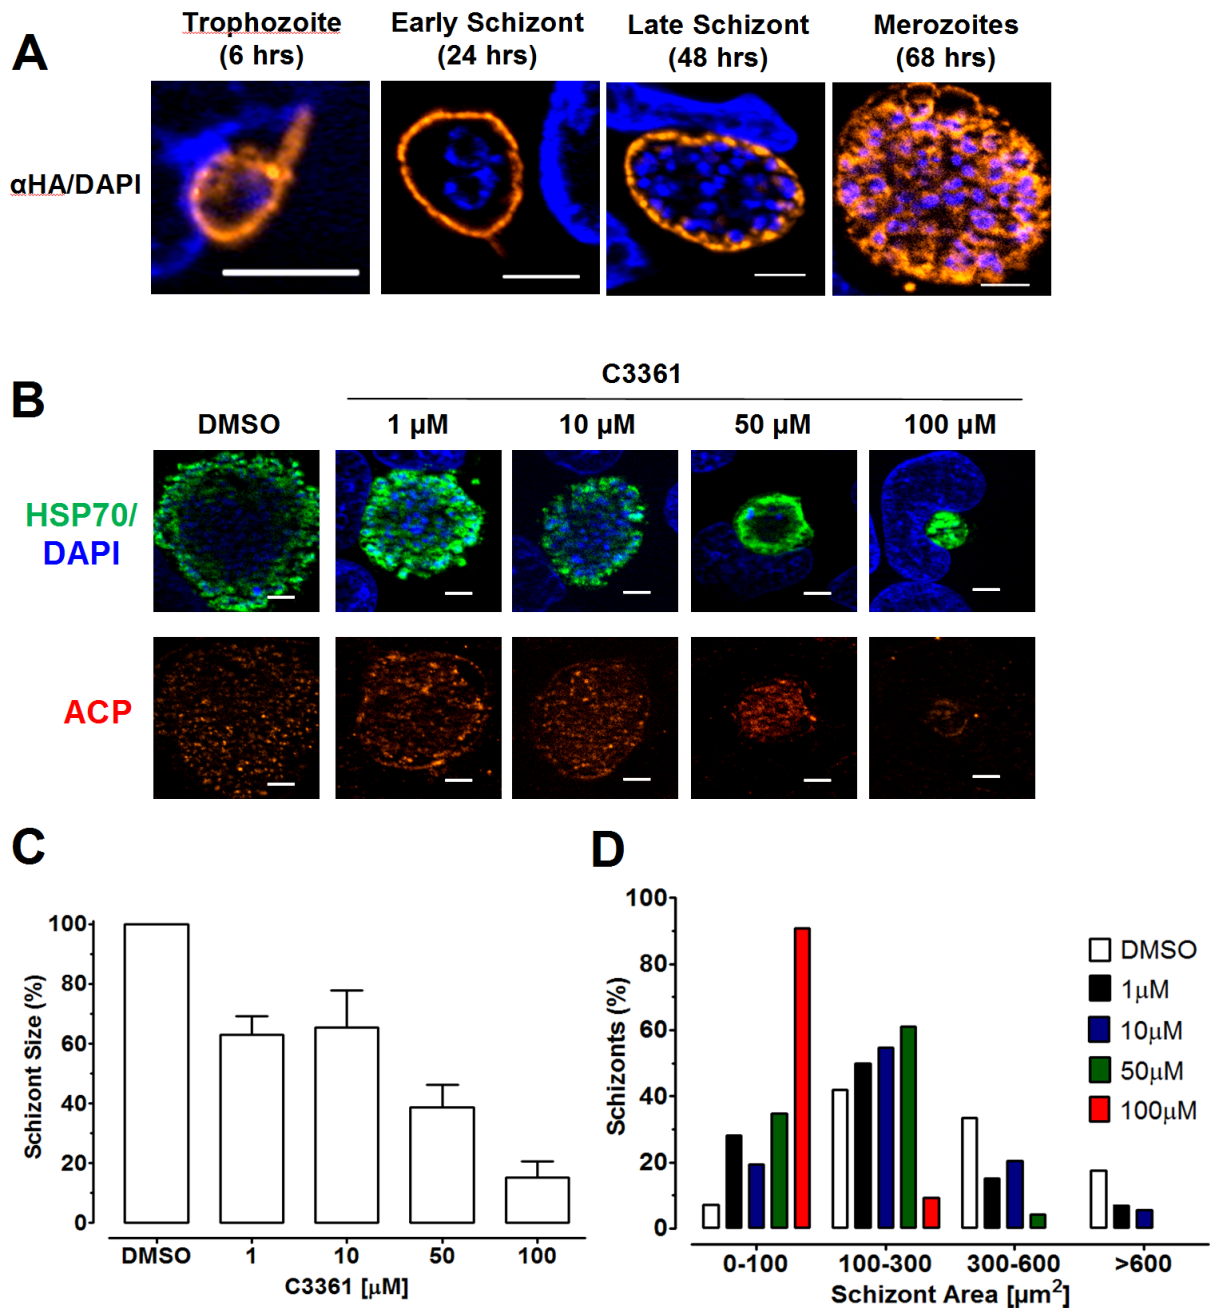 A
Trophozoite
(6 hrs)
Early Schizont
(24 hrs)
Late Schizont
(48 hrs)
Merozoites
(68 hrs)
αHA/DAPI
B
C3361
DMSO
1 µM
10 µM
50 µM
100 µM
HSP70/
DAPI
ACP
C
Schizont Size (%)
100
80
60
40
20
0
DMSO
1
10
50
100
C3361 [µM]
D
Schizonts (%)
100
80
60
40
20
0
0-100
100-300
300-600
>600
Schizont Area [µm²]
DMSO
1µM
10µM
50µM
100µM